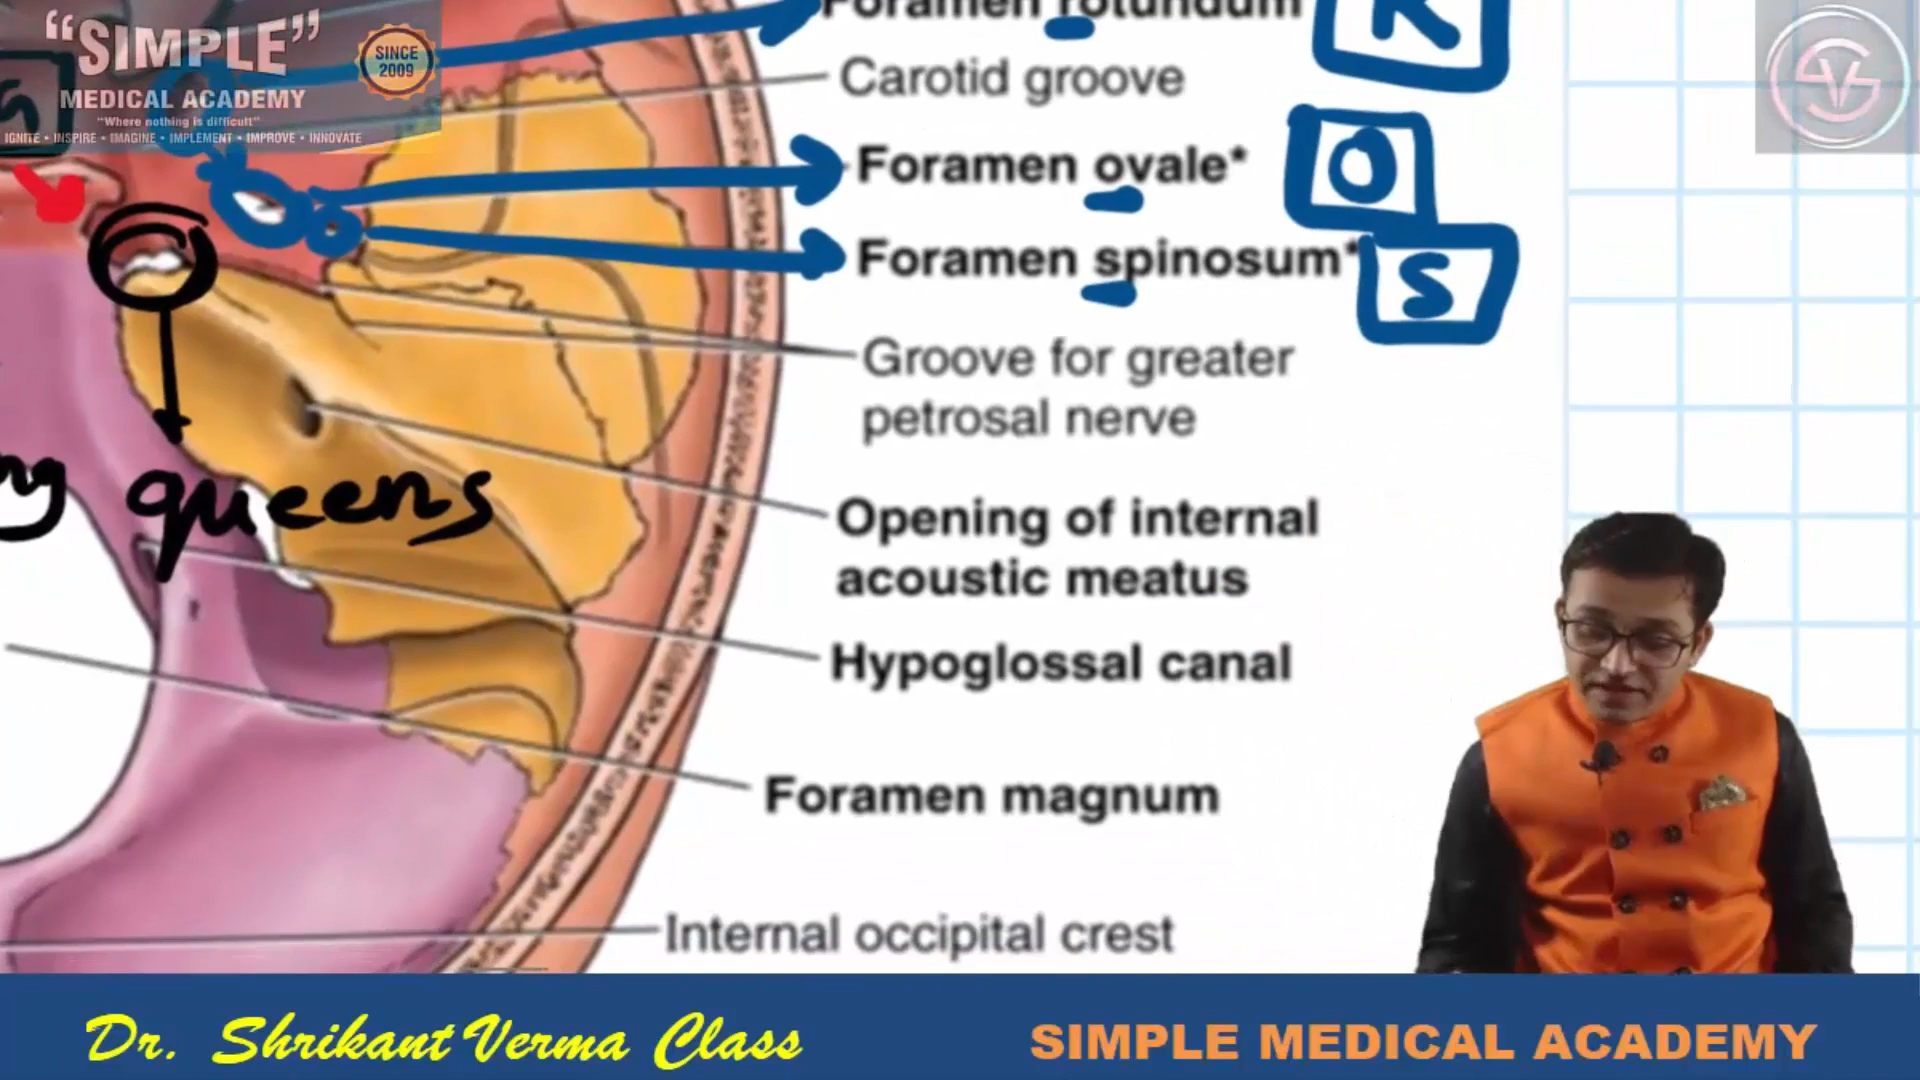 “SIMPLE”
MEDICAL ACADEMY
“Where nothing is difficult”
IGNITE • INSPIRE • IMAGINE • IMPLEMENT • IMPROVE • INNOVATE
SINCE
2009
Foramen rotundum
R
Carotid groove
Foramen ovale*
O
Foramen spinosum*
S
Groove for greater
petrosal nerve
queens
Opening of internal
acoustic meatus
Hypoglossal canal
Foramen magnum
Internal occipital crest
Dr. Shrikant Verma Class
SIMPLE MEDICAL ACADEMY